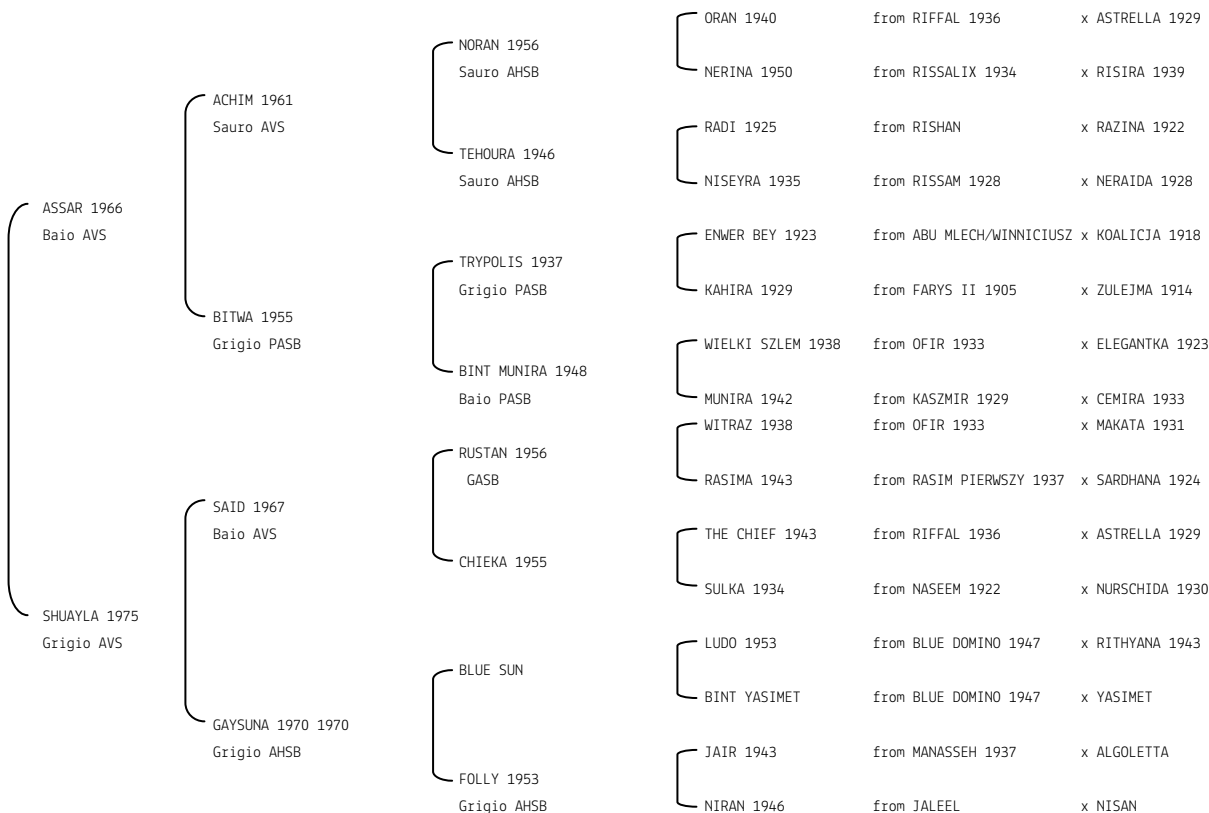 ORAN 1940 from RIFFAL 1936 x ASTRELLA 1929
NORAN 1956
Sauro AHSB NERINA 1950 from RISSALIX 1934 x RISIRA 1939
ACHIM 1961
Sauro AVS RADI 1925 from RISHAN x RAZINA 1922
TEHOURA 1946
Sauro AHSB NISEYRA 1935 from RISSAM 1928 x NERAIDA 1928
ASSAR 1966
Baio AVS ENWER BEY 1923 from ABU MLECH/WINNICIUSZ x KOALICJA 1918
TRYPOLIS 1937
Grigio PASB KAHIRA 1929 from FARYS II 1905 x ZULEJMA 1914
BITWA 1955
Grigio PASB WIELKI SZLEM 1938 from OFIR 1933 x ELEGANTKA 1923
BINT MUNIRA 1948
Baio PASB MUNIRA 1942 from KASZMIR 1929 x CEMIRA 1933
WITRAZ 1938 from OFIR 1933 x MAKATA 1931
RUSTAN 1956
GASB RASIMA 1943 from RASIM PIERWSZY 1937 x SARDHANA 1924
SAID 1967
Baio AVS THE CHIEF 1943 from RIFFAL 1936 x ASTRELLA 1929
CHIEKA 1955
SULKA 1934 from NASEEM 1922 x NURSCHIDA 1930
SHUAYLA 1975
Grigio AVS LUDO 1953 from BLUE DOMINO 1947 x RITHYANA 1943
BLUE SUN
BINT YASIMET from BLUE DOMINO 1947 x YASIMET
GAYSUNA 1970 1970
Grigio AHSB JAIR 1943 from MANASSEH 1937 x ALGOLETTA
FOLLY 1953
Grigio AHSB NIRAN 1946 from JALEEL x NISAN